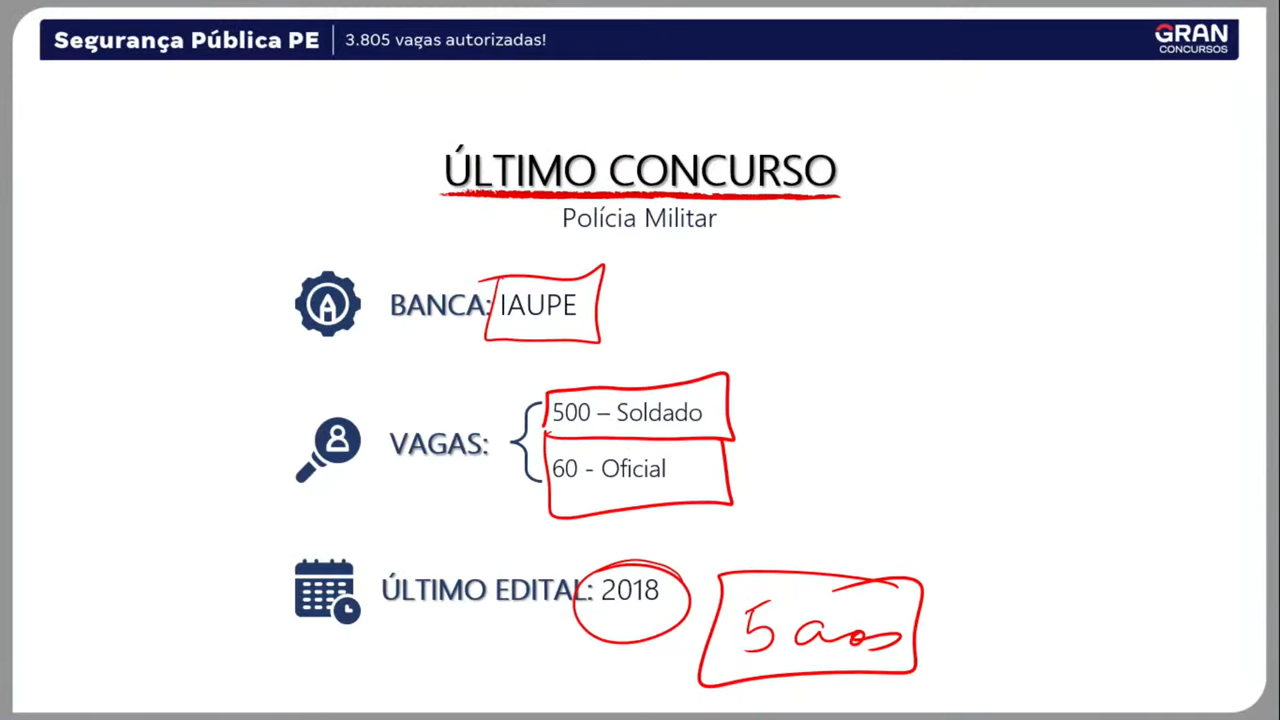 Segurança Pública PE | 3.805 vagas autorizadas!
GRAN
CONCURSOS
ÚLTIMO CONCURSO
Polícia Militar
BANCA: IAUPE
VAGAS:
500 – Soldado
60 - Oficial
ÚLTIMO EDITAL: 2018
5 aos